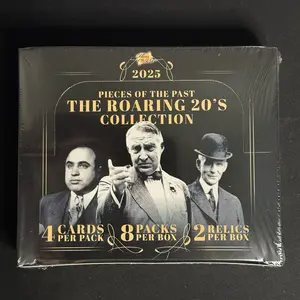 2025
PIECES OF THE PAST
THE ROARING 20'S
COLLECTION
4 CARDS PER PACK
8 PACKS PER BOX
2 RELICS PER BOX